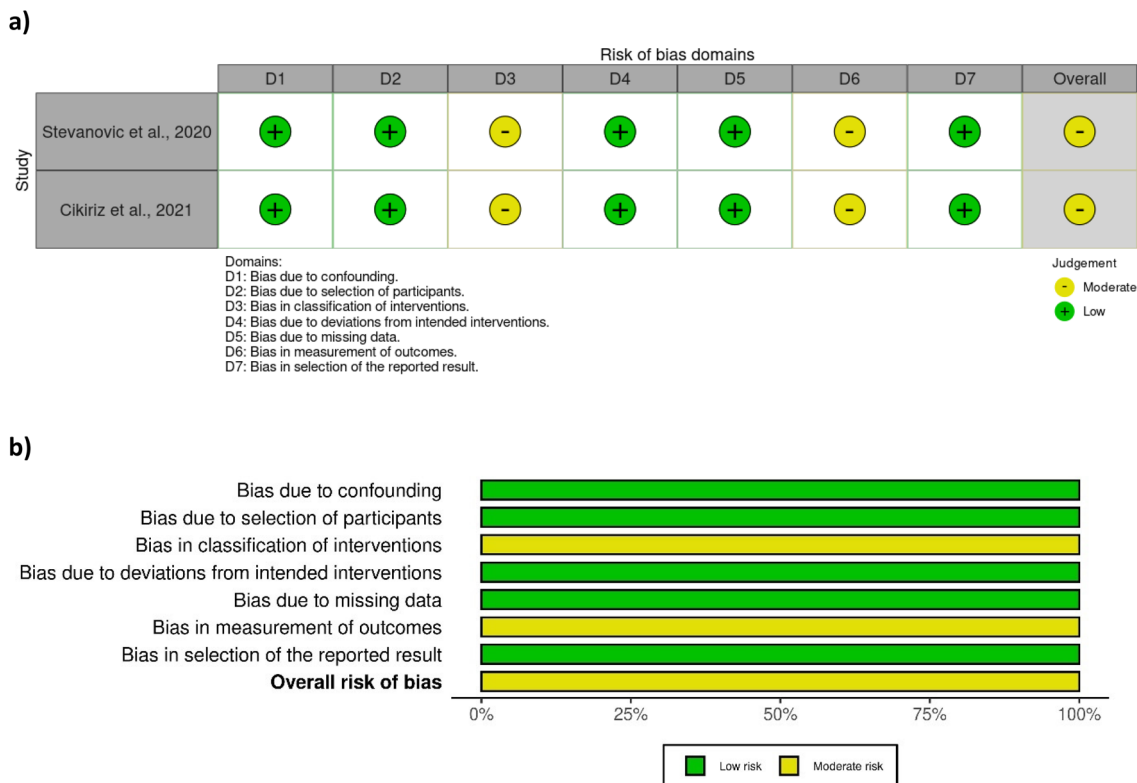 a)
Risk of bias domains
D1 D2 D3 D4 D5 D6 D7 Overall
Study
Stevanovic et al., 2020 + + - + + - + -
Cikiriz et al., 2021 + + - + + - + -
Domains:
D1: Bias due to confounding.
D2: Bias due to selection of participants.
D3: Bias in classification of interventions.
D4: Bias due to deviations from intended interventions.
D5: Bias due to missing data.
D6: Bias in measurement of outcomes.
D7: Bias in selection of the reported result.
Judgement
- Moderate
+ Low
b)
Bias due to confounding
Bias due to selection of participants
Bias in classification of interventions
Bias due to deviations from intended interventions
Bias due to missing data
Bias in measurement of outcomes
Bias in selection of the reported result
Overall risk of bias
0% 25% 50% 75% 100%
Low risk Moderate risk